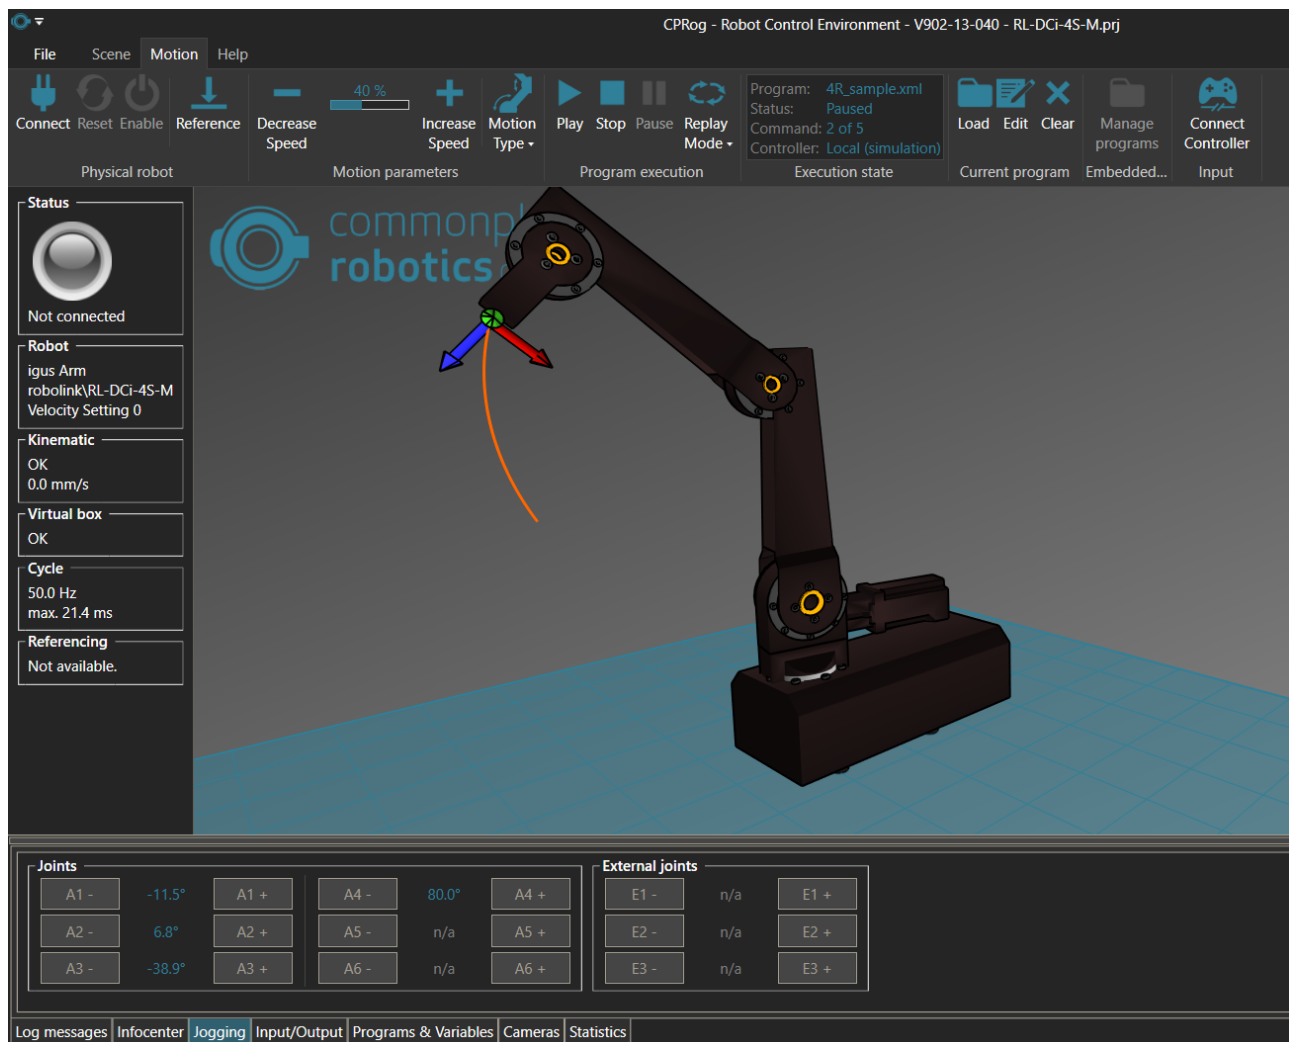 CPRog - Robot Control Environment - V902-13-040 - RL-DCi-4S-M.prj
File Scene Motion Help
Connect Reset Enable Reference
Physical robot
Decrease Speed
40 %
Increase Speed
Motion Type
Motion parameters
Play Stop Pause Replay Mode
Program execution
Program: 4R_sample.xml
Status: Paused
Command: 2 of 5
Controller: Local (simulation)
Execution state
Load Edit Clear
Current program
Manage programs
Embedded...
Connect Controller
Input
Status
Not connected
Robot
igus Arm
robolink\RL-DCi-4S-M
Velocity Setting 0
Kinematic
OK
0.0 mm/s
Virtual box
OK
Cycle
50.0 Hz
max. 21.4 ms
Referencing
Not available.
commonp
robotics
Joints
A1 - -11.5° A1 + A4 - 80.0° A4 +
A2 - 6.8° A2 + A5 - n/a A5 +
A3 - -38.9° A3 + A6 - n/a A6 +
External joints
E1 - n/a E1 +
E2 - n/a E2 +
E3 - n/a E3 +
Log messages Infocenter Jogging Input/Output Programs & Variables Cameras Statistics